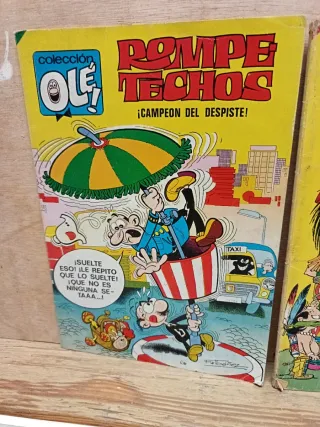 colección
OLÉ!
ROMPE-
TECHOS
¡CAMPEON DEL DESPISTE!
TAXI
¡SUELTE
ESO! ¡LE REPITO
QUE LO SUELTE!
¡QUE NO ES
NINGUNA SE-
TAAA...!